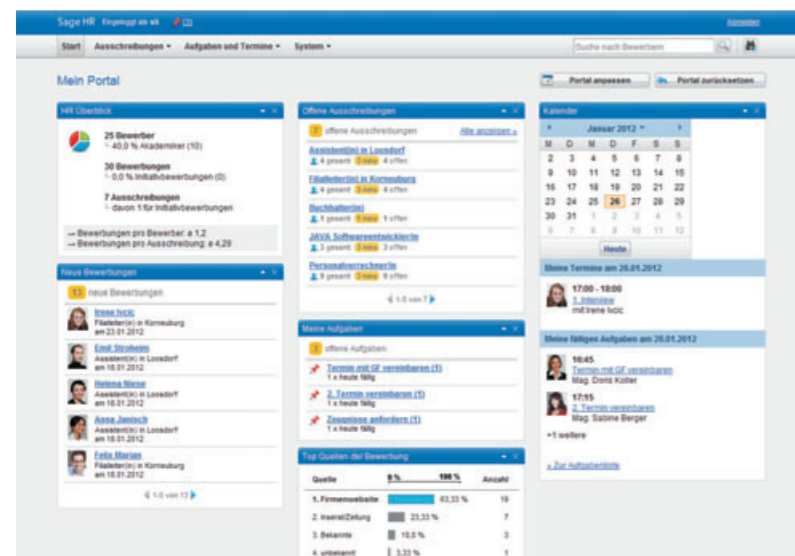 Sage HR Eingeloggt als alt (3) Abmelden
Start Ausschreibungen Aufgaben und Termine System Suche nach Bewerbern
Mein Portal Portal anpassen Portal zurücksetzen
HR Überblick
25 Bewerber
40,0 % Akademiker (10)
30 Bewerbungen
0,0 % Initiativbewerbungen (0)
7 Ausschreibungen
davon 1 für Initiativbewerbungen
→ Bewerbungen pro Bewerber: ø 1,2
→ Bewerbungen pro Ausschreibung: ø 4,29
Neue Bewerbungen
13 neue Bewerbungen
Irene Ivcic
Filialleiter(in) in Korneuburg
am 23.01.2012
Emil Stroheim
Assistent(in) in Loosdorf
am 18.01.2012
Helena Niese
Assistent(in) in Loosdorf
am 18.01.2012
Anna Janisch
Assistent(in) in Loosdorf
am 18.01.2012
Felix Marian
Filialleiter(in) in Korneuburg
am 18.01.2012
1-5 von 13
Offene Ausschreibungen
7 offene Ausschreibungen Alle anzeigen »
Assistent(in) in Loosdorf
4 gesamt 3 neu 4 offen
Filialleiter(in) in Korneuburg
4 gesamt 3 neu 4 offen
Buchhalter(in)
1 gesamt 1 neu 1 offen
JAVA Softwareentwickler/in
3 gesamt 3 neu 3 offen
Personalverrechner/in
9 gesamt 3 neu 9 offen
1-5 von 7
Meine Aufgaben
3 offene Aufgaben
Termin mit GF vereinbaren (1)
1 x heute fällig
2. Termin vereinbaren (1)
1 x heute fällig
Zeugnisse anfordern (1)
1 x heute fällig
Top Quellen der Bewerbung
Quelle 0 % 100 % Anzahl
1. Firmenwebsite 63,33 % 19
2. Inserat/Zeitung 23,33 % 7
3. Bekannte 10,0 % 3
4. unbekannt 3,33 % 1
Kalender
Januar 2012
M D M D F S S
2 3 4 5 6 7 8
9 10 11 12 13 14 15
16 17 18 19 20 21 22
23 24 25 26 27 28 29
30 31 1 2 3 4 5
6 7 8 9 10 11 12
Heute
Meine Termine am 26.01.2012
17:00 - 18:00
1. Interview
mit Irene Ivcic
Meine fälligen Aufgaben am 26.01.2012
16:45
Termin mit GF vereinbaren
Mag. Doris Koller
17:15
2. Termin vereinbaren
Mag. Sabine Berger
+1 weitere
» Zur Aufgabenliste